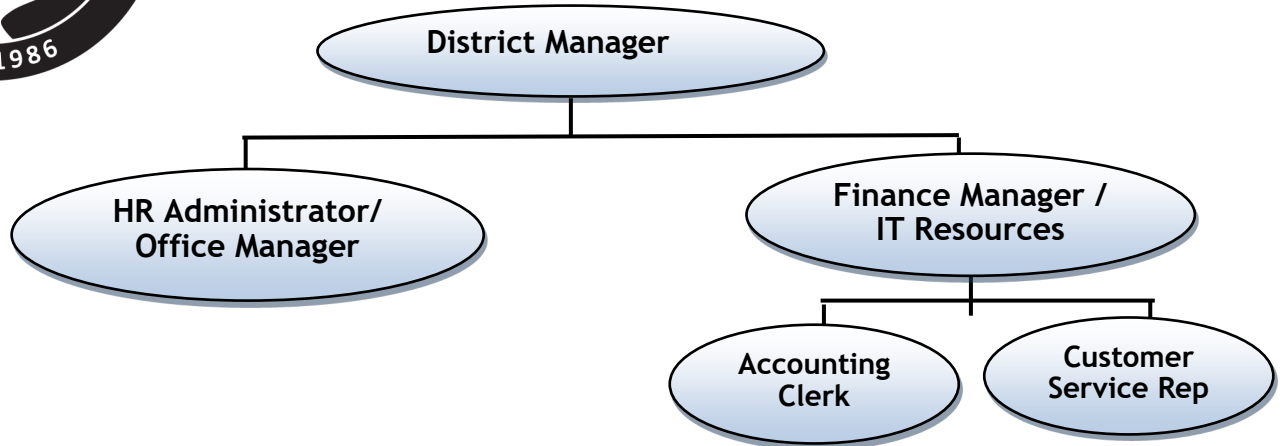 1986
District Manager
HR Administrator/
Office Manager
Finance Manager /
IT Resources
Accounting
Clerk
Customer
Service Rep